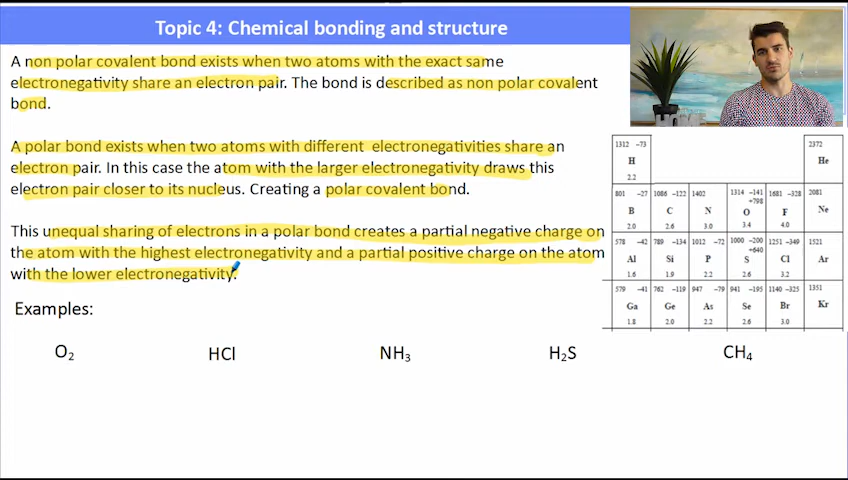 Topic 4: Chemical bonding and structure
A non polar covalent bond exists when two atoms with the exact same
electronegativity share an electron pair. The bond is described as non polar covalent
bond.
A polar bond exists when two atoms with different electronegativities share an
electron pair. In this case the atom with the larger electronegativity draws this
electron pair closer to its nucleus. Creating a polar covalent bond.
This unequal sharing of electrons in a polar bond creates a partial negative charge on
the atom with the highest electronegativity and a partial positive charge on the atom
with the lower electronegativity.
Examples:
O₂ HCl NH₃ H₂S CH₄
HOME
1312 −73 2372
H He
2.2
801 −27 1086 −122 1402 1314 −141 1681 −328 2081
+798
B C N O F Ne
2.0 2.6 3.0 3.4 4.0
578 −42 789 −134 1012 −72 1000 −200 1251 −349 1521
+640
Al Si P S Cl Ar
1.6 1.9 2.2 2.6 3.2
579 −41 762 −119 947 −79 941 −195 1140 −325 1351
Ga Ge As Se Br Kr
1.8 2.0 2.2 2.6 3.0